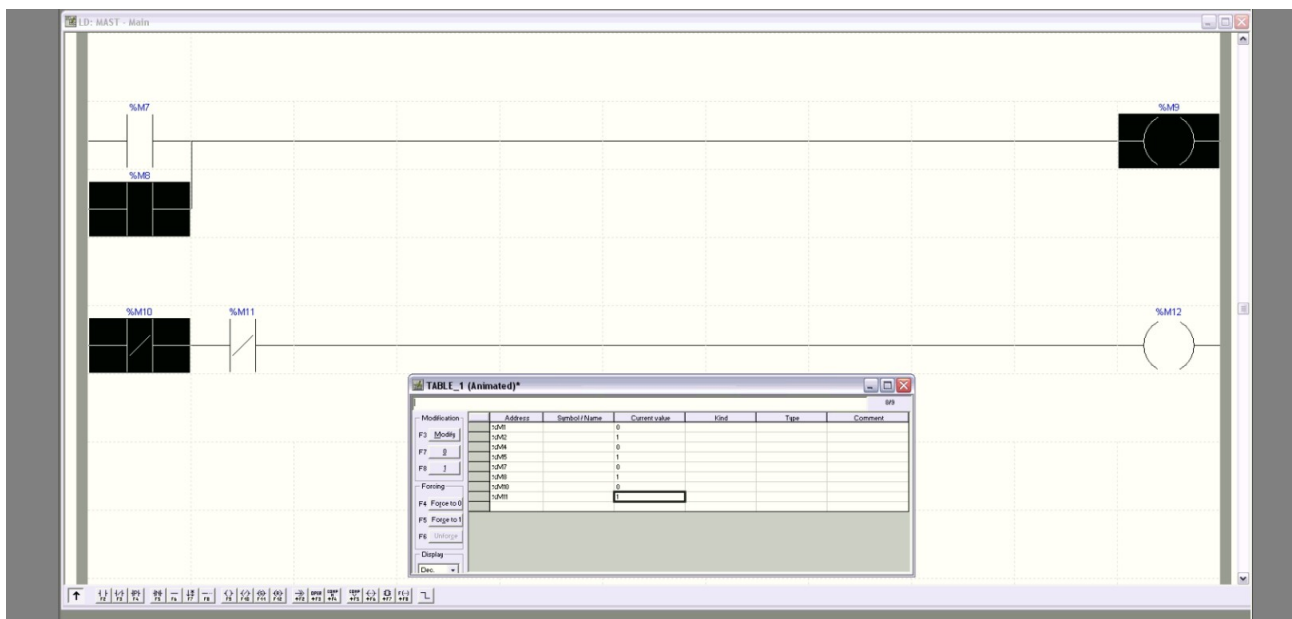 LD: MAST - Main
%M7
%M9
%M8
%M10
%M11
%M12
TABLE_1 (Animated)*
Modification
Address Symbol / Name Current value Kind Type Comment
F3 Modify
F7 0
F8 1
%M1 0
%M2 1
%M4 0
%M5 1
%M7 0
%M8 1
%M10 0
%M11 1
Forcing
F4 Force to 0
F5 Force to 1
F6 Unforce
Display
Dec.